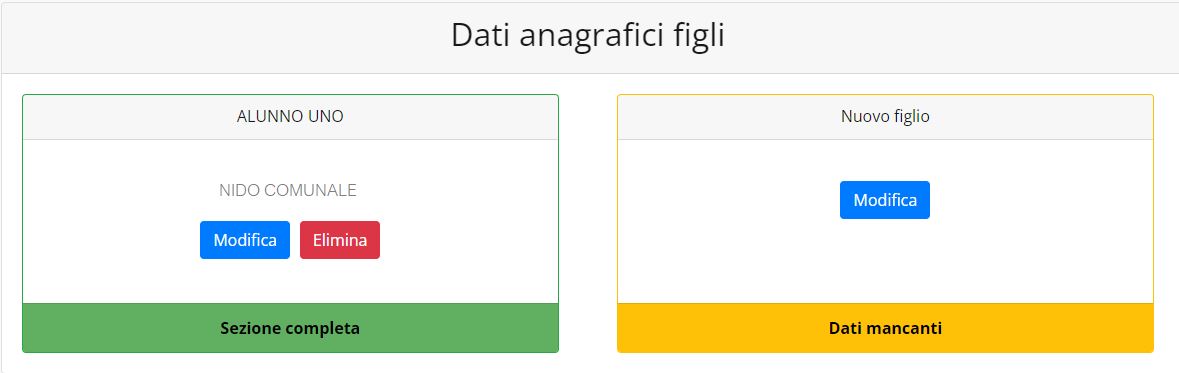 Dati anagrafici figli
ALUNNO UNO
NIDO COMUNALE
Modifica
Elimina
Sezione completa
Nuovo figlio
Modifica
Dati mancanti